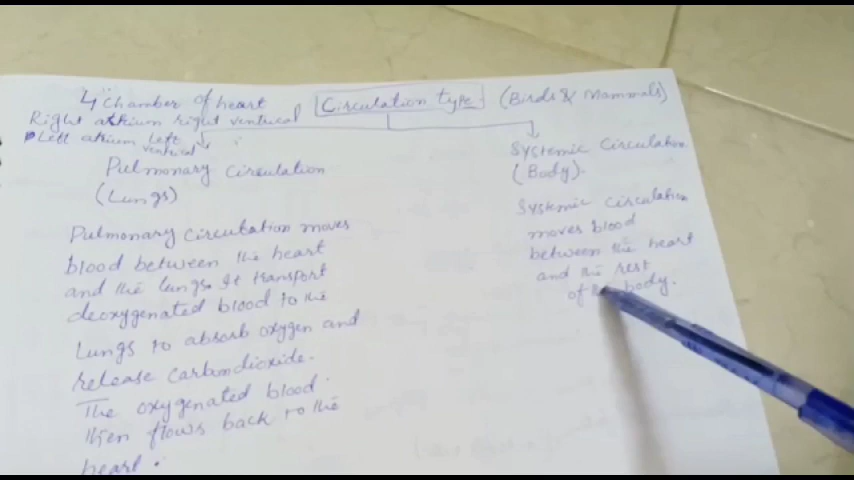 4 chamber of heart
Circulation type (Birds & Mammals)
Right atrium right ventrical
Left atrium left
ventrical
Pulmonary Circulation
(Lungs)
Pulmonary Circulation moves
blood between the heart
and the lungs. It transport
deoxygenated blood to the
Lungs to absorb oxygen and
release carbondioxide.
The oxygenated blood
then flows back to the
heart.
Systemic Circulation
(Body).
Systemic circulation
moves blood
between the heart
and the rest
of the body.